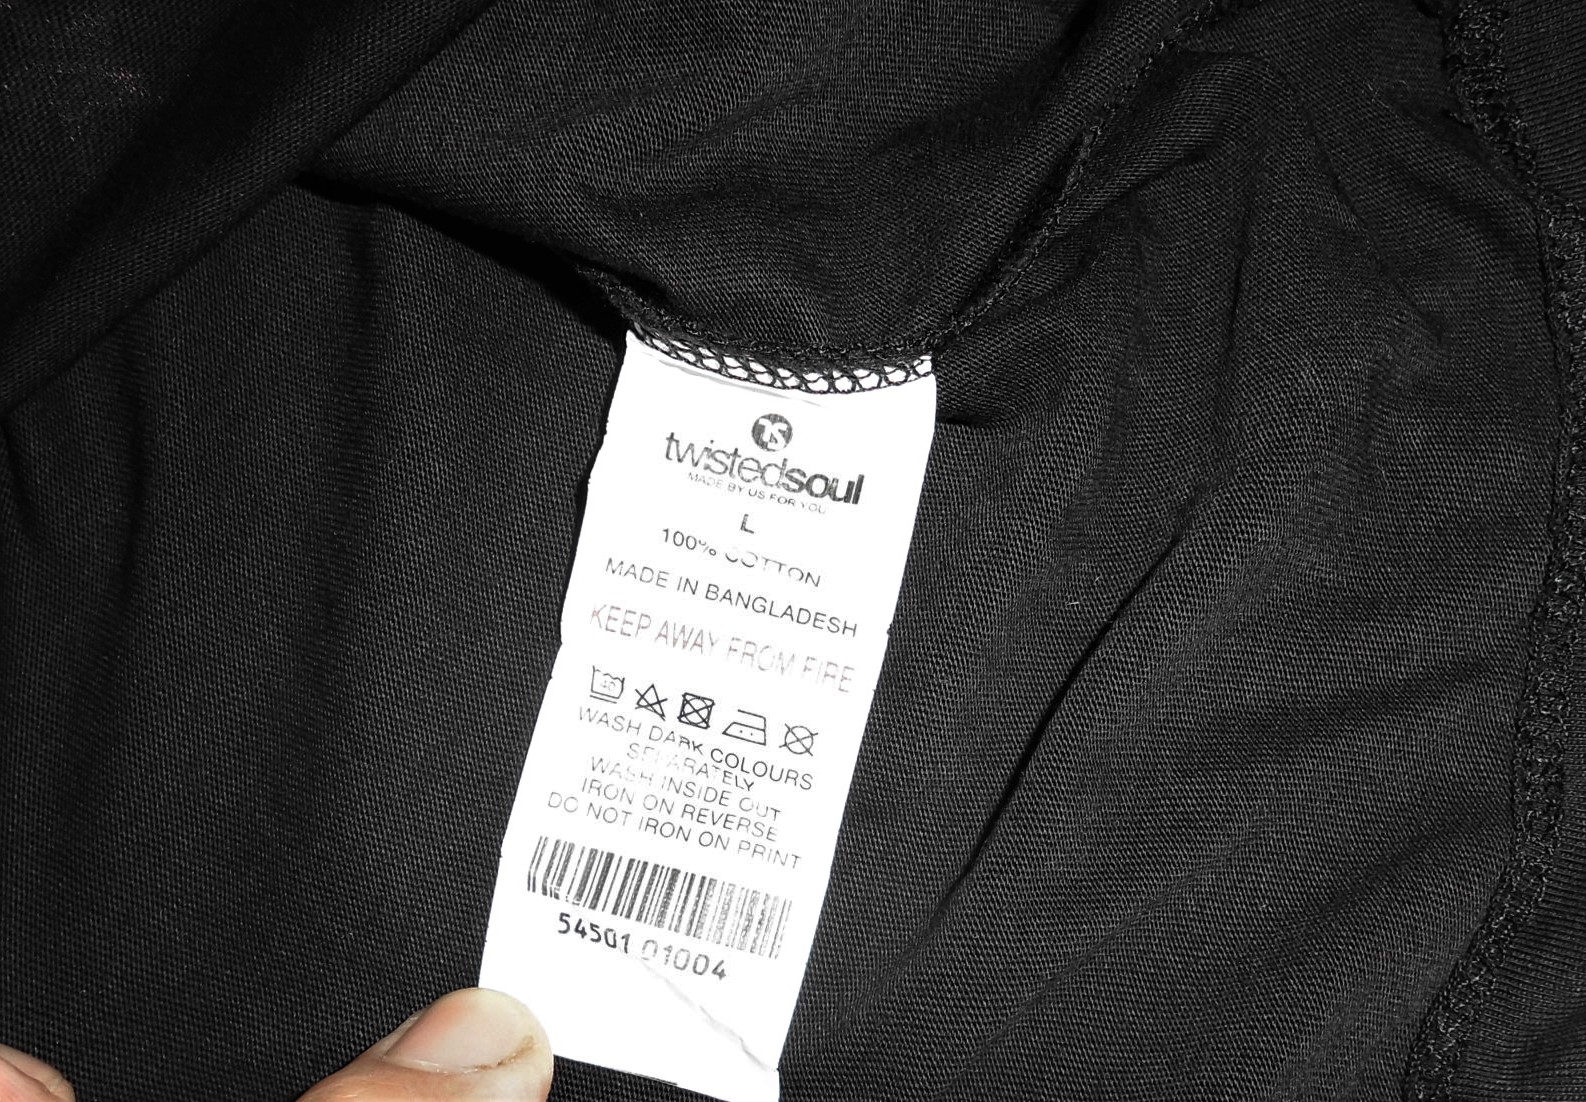 TS
twistedsoul
MADE BY US FOR YOU
L
100% COTTON
MADE IN BANGLADESH
KEEP AWAY FROM FIRE
40
WASH DARK COLOURS
SEPARATELY
WASH INSIDE OUT
IRON ON REVERSE
DO NOT IRON ON PRINT
54501 01004